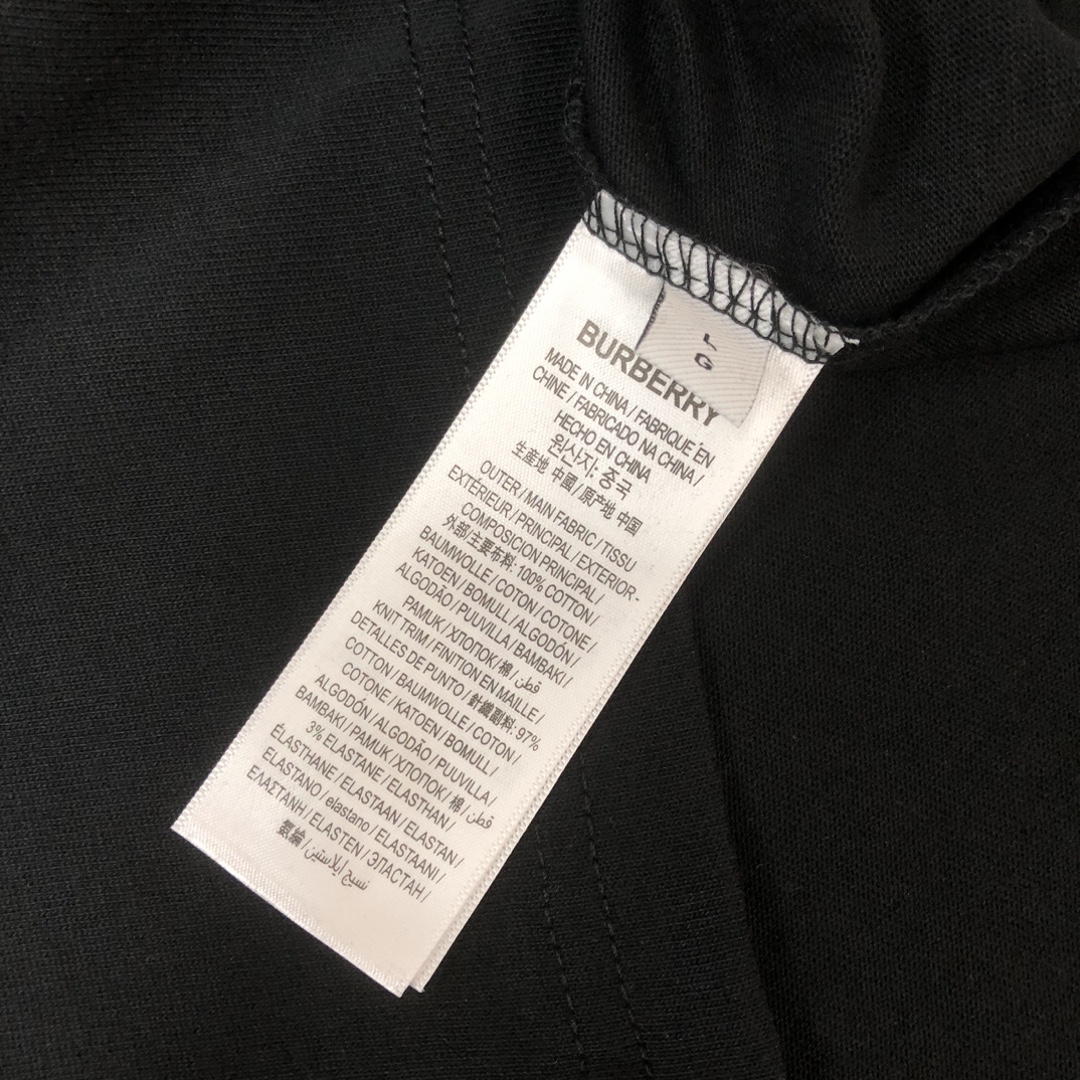 L
G
BURBERRY
MADE IN CHINA / FABRIQUÉ EN
CHINE / FABRICADO NA CHINA /
HECHO EN CHINA
원산지: 중국
生産地 中國 / 原产地 中国
OUTER / MAIN FABRIC / TISSU
EXTÉRIEUR / PRINCIPAL / EXTERIOR -
COMPOSICION PRINCIPAL /
外部/主要布料: 100% COTTON /
BAUMWOLLE / COTON / COTONE /
KATOEN / BOMULL / ALGODÓN /
ALGODÃO / PUUVILLA / BAMBAKI /
PAMUK / ХЛОПОК / 棉 / قطن
KNIT TRIM / FINITION EN MAILLE /
DETALLES DE PUNTO / 針織副料: 97%
COTTON / BAUMWOLLE / COTON /
COTONE / KATOEN / BOMULL /
ALGODÓN / ALGODÃO / PUUVILLA /
BAMBAKI / PAMUK / ХЛОПОК / 棉 / قطن
3% ELASTANE / ELASTHAN /
ÉLASTHANE / ELASTAAN / ELASTAN /
ELASTANO / elastano / ELASTAANI /
ΕΛΑΣΤΑΝΗ / ELASTEN / ЭЛАСТАН /
氨綸 / نسيج إيلاستين